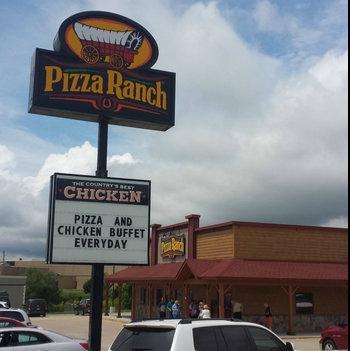 Pizza Ranch
THE COUNTRY'S BEST
CHICKEN
PIZZA AND
CHICKEN BUFFET
EVERYDAY
Pizza Ranch